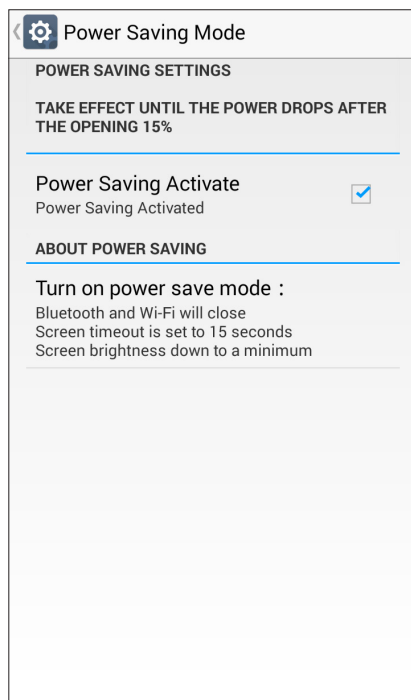 Power Saving Mode
POWER SAVING SETTINGS
TAKE EFFECT UNTIL THE POWER DROPS AFTER
THE OPENING 15%
Power Saving Activate
Power Saving Activated
ABOUT POWER SAVING
Turn on power save mode：
Bluetooth and Wi-Fi will close
Screen timeout is set to 15 seconds
Screen brightness down to a minimum